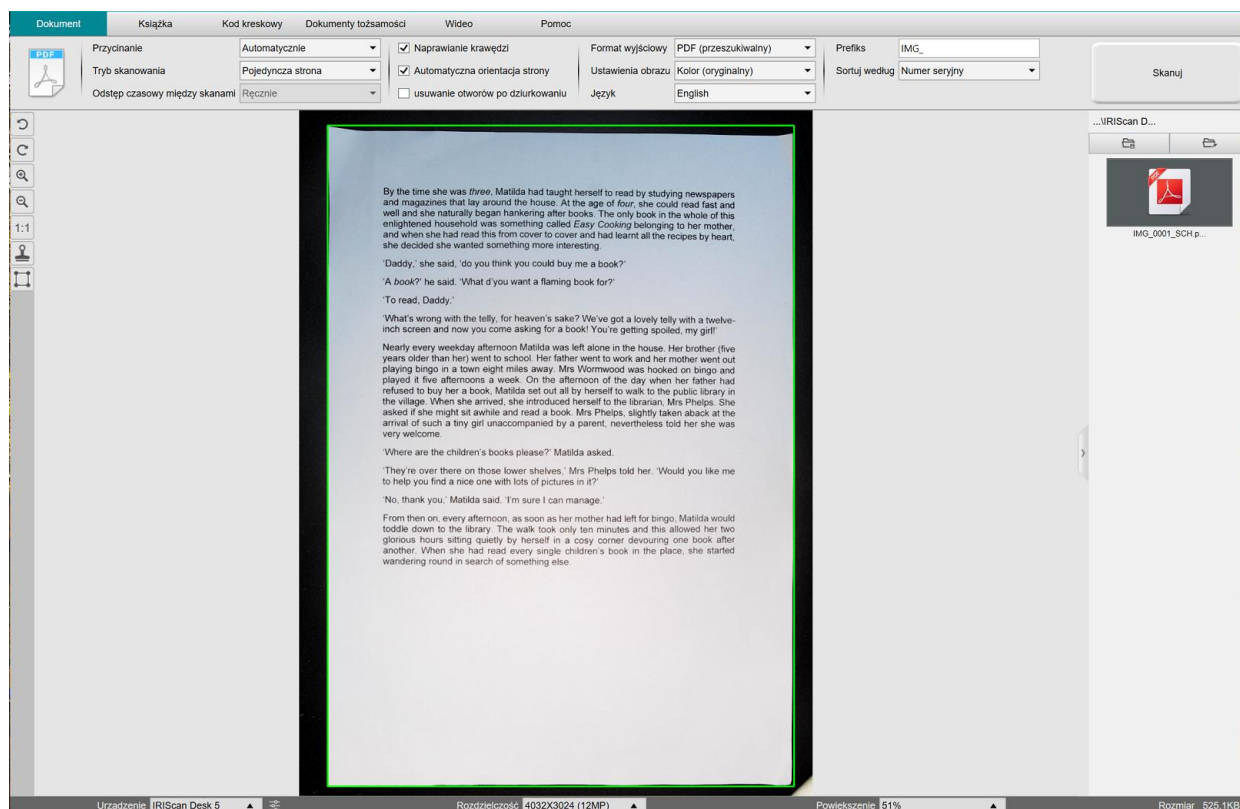 Dokument Książka Kod kreskowy Dokumenty tożsamości Wideo Pomoc
PDF
Przycinanie Automatycznie
Tryb skanowania Pojedyncza strona
Odstęp czasowy między skanami Ręcznie
Naprawianie krawędzi
Automatyczna orientacja strony
usuwanie otworów po dziurkowaniu
Format wyjściowy PDF (przeszukiwalny)
Ustawienia obrazu Kolor (oryginalny)
Język English
Prefiks IMG_
Sortuj według Numer seryjny
Skanuj
1:1
By the time she was three, Matilda had taught herself to read by studying newspapers
and magazines that lay around the house. At the age of four, she could read fast and
well and she naturally began hankering after books. The only book in the whole of this
enlightened household was something called Easy Cooking belonging to her mother,
and when she had read this from cover to cover and had learnt all the recipes by heart,
she decided she wanted something more interesting.
'Daddy,' she said, 'do you think you could buy me a book?'
'A book?' he said. 'What d'you want a flaming book for?'
'To read, Daddy.'
'What's wrong with the telly, for heaven's sake? We've got a lovely telly with a twelve-
inch screen and now you come asking for a book! You're getting spoiled, my girl!'
Nearly every weekday afternoon Matilda was left alone in the house. Her brother (five
years older than her) went to school. Her father went to work and her mother went out
playing bingo in a town eight miles away. Mrs Wormwood was hooked on bingo and
played it five afternoons a week. On the afternoon of the day when her father had
refused to buy her a book, Matilda set out all by herself to walk to the public library in
the village. When she arrived, she introduced herself to the librarian, Mrs Phelps. She
asked if she might sit awhile and read a book. Mrs Phelps, slightly taken aback at the
arrival of such a tiny girl unaccompanied by a parent, nevertheless told her she was
very welcome.
'Where are the children's books please?' Matilda asked.
'They're over there on those lower shelves,' Mrs Phelps told her. 'Would you like me
to help you find a nice one with lots of pictures in it?'
'No, thank you,' Matilda said. 'I'm sure I can manage.'
From then on, every afternoon, as soon as her mother had left for bingo, Matilda would
toddle down to the library. The walk took only ten minutes and this allowed her two
glorious hours sitting quietly by herself in a cosy corner devouring one book after
another. When she had read every single children's book in the place, she started
wandering round in search of something else.
...\IRIScan D...
PDF
IMG_0001_SCH.p...
Urządzenie IRIScan Desk 5 Rozdzielczość 4032X3024 (12MP) Powiększenie 51% Rozmiar 525.1KB